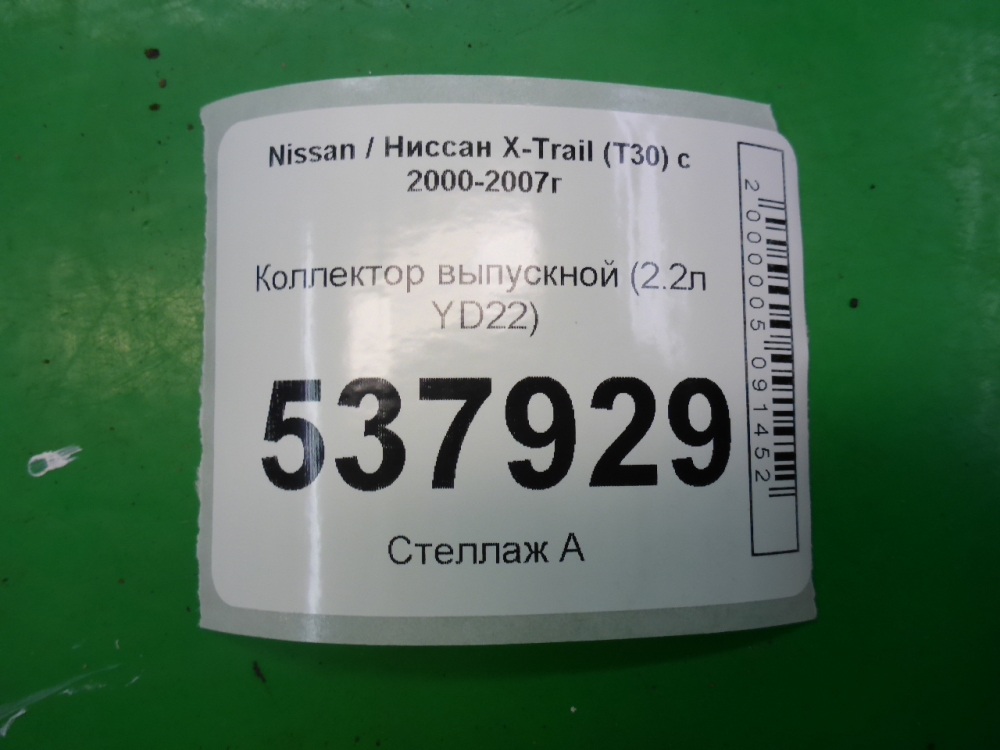 Nissan / Ниссан X-Trail (T30) с
2000-2007г
Коллектор выпускной (2.2л
YD22)
537929
Стеллаж А
2000005091452